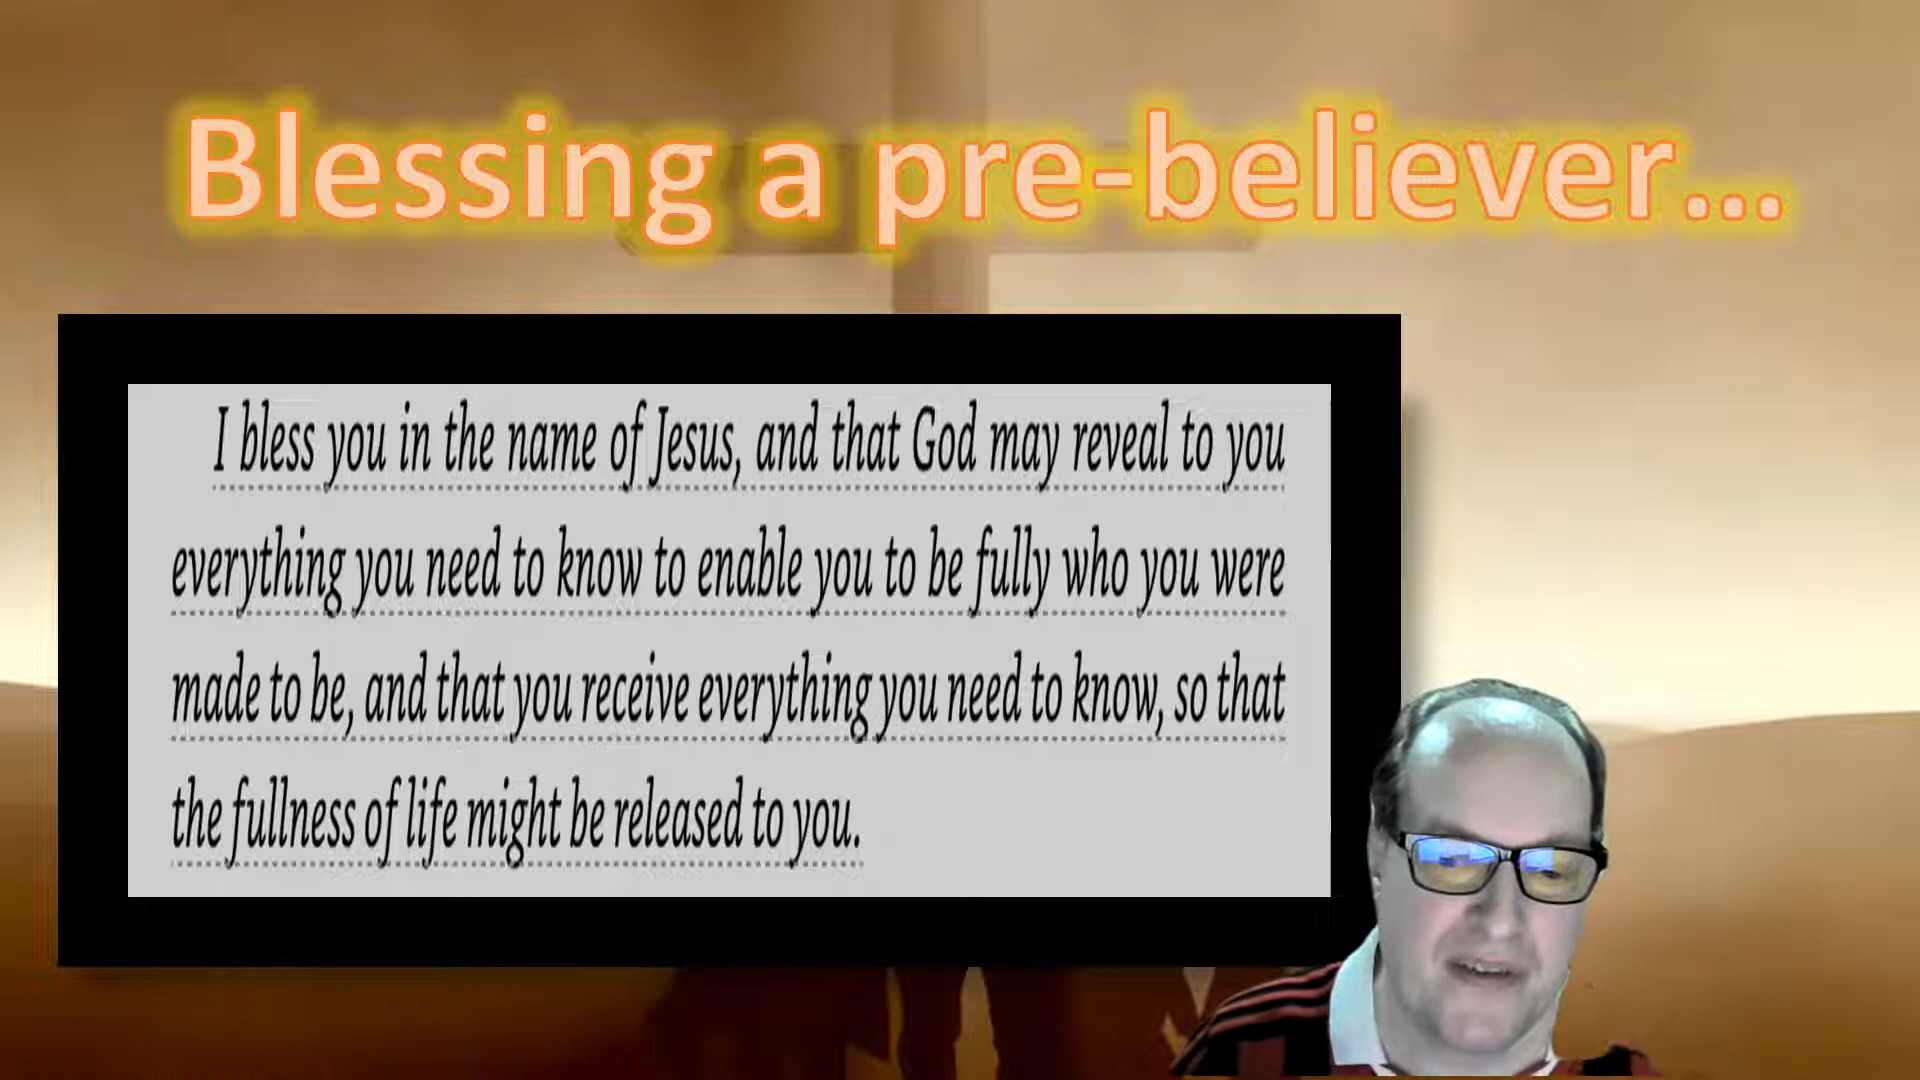 Blessing a pre-believer...
I bless you in the name of Jesus, and that God may reveal to you
everything you need to know to enable you to be fully who you were
made to be, and that you receive everything you need to know, so that
the fullness of life might be released to you.